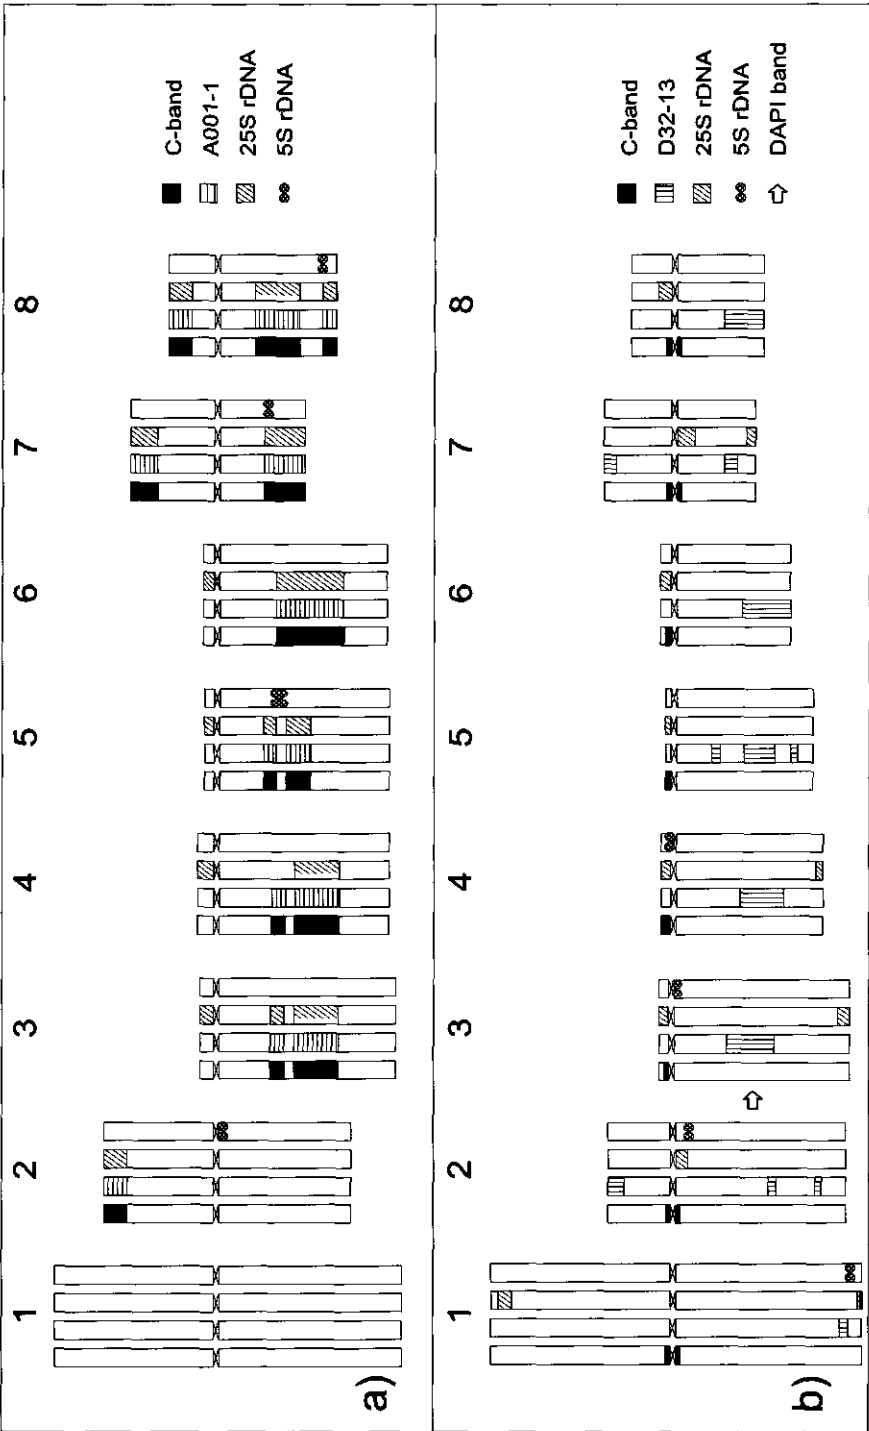 a)
1 2 3 4 5 6 7 8
C-band
A001-1
25S rDNA
5S rDNA
b)
1 2 3 4 5 6 7 8
C-band
D32-13
25S rDNA
5S rDNA
DAPI band